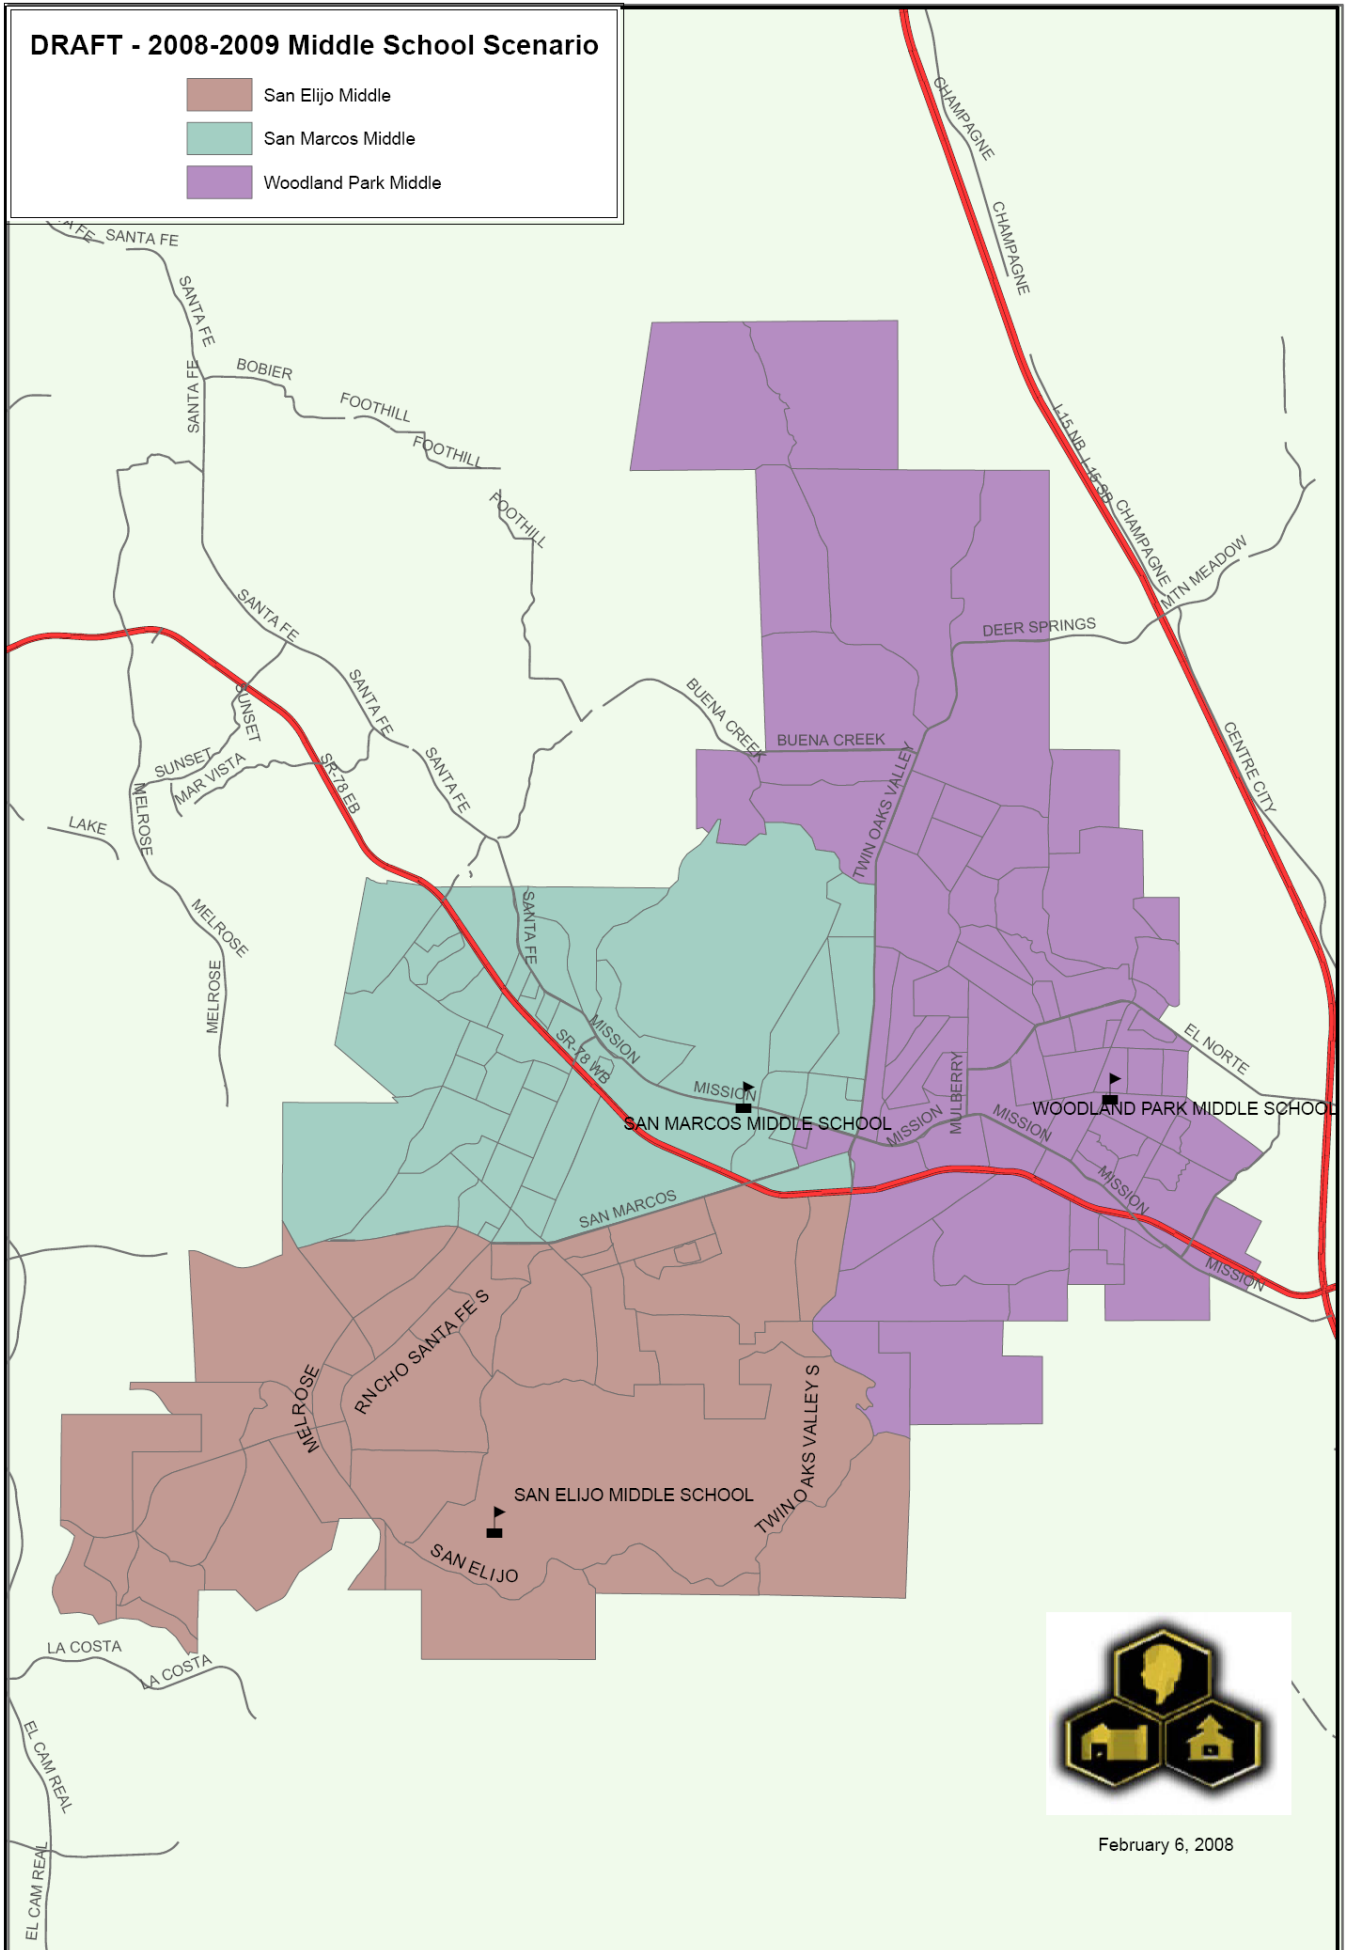 DRAFT - 2008-2009 Middle School Scenario
San Elijo Middle
San Marcos Middle
Woodland Park Middle
CHAMPAGNE
CHAMPAGNE
SANTA FE
SANTA FE
SANTA FE
BOBIER
FOOTHILL
FOOTHILL
FOOTHILL
I-15 NB
I-15 SB
CHAMPAGNE
MTN MEADOW
SANTA FE
DEER SPRINGS
SANTA FE
SUNSET
BUENA CREEK
BUENA CREEK
SUNSET
MAR VISTA
SR-78 EB
SANTA FE
CENTRE CITY
TWIN OAKS VALLEY
MELROSE
LAKE
MELROSE
SANTA FE
MELROSE
MISSION
SR-78 WB
MISSION
EL NORTE
MULBERRY
WOODLAND PARK MIDDLE SCHOOL
SAN MARCOS MIDDLE SCHOOL
MISSION
MISSION
MISSION
SAN MARCOS
MISSION
RNCHO SANTA FE S
MELROSE
TWIN OAKS VALLEY S
SAN ELIJO MIDDLE SCHOOL
SAN ELIJO
LA COSTA
LA COSTA
EL CAM REAL
EL CAM REAL
February 6, 2008